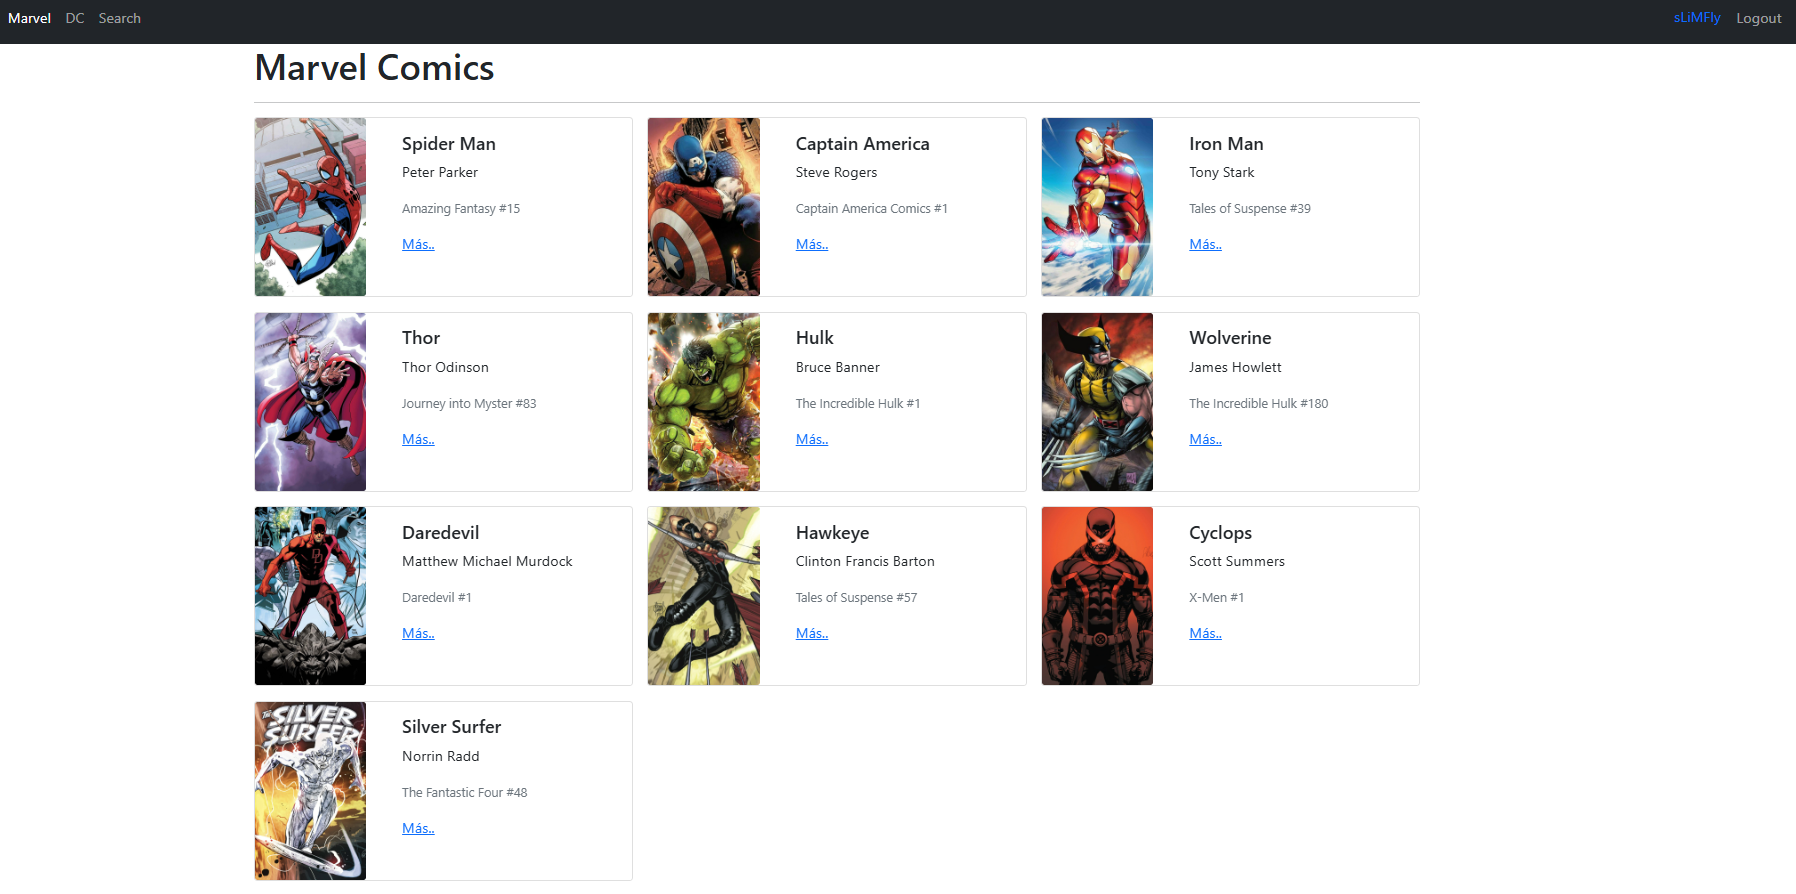 Marvel DC Search sLiMFly Logout
Marvel Comics
Spider Man
Peter Parker
Amazing Fantasy #15
Más..
Captain America
Steve Rogers
Captain America Comics #1
Más..
Iron Man
Tony Stark
Tales of Suspense #39
Más..
Thor
Thor Odinson
Journey into Myster #83
Más..
Hulk
Bruce Banner
The Incredible Hulk #1
Más..
Wolverine
James Howlett
The Incredible Hulk #180
Más..
Daredevil
Matthew Michael Murdock
Daredevil #1
Más..
Hawkeye
Clinton Francis Barton
Tales of Suspense #57
Más..
Cyclops
Scott Summers
X-Men #1
Más..
THE SILVER
SURFER
Silver Surfer
Norrin Radd
The Fantastic Four #48
Más..